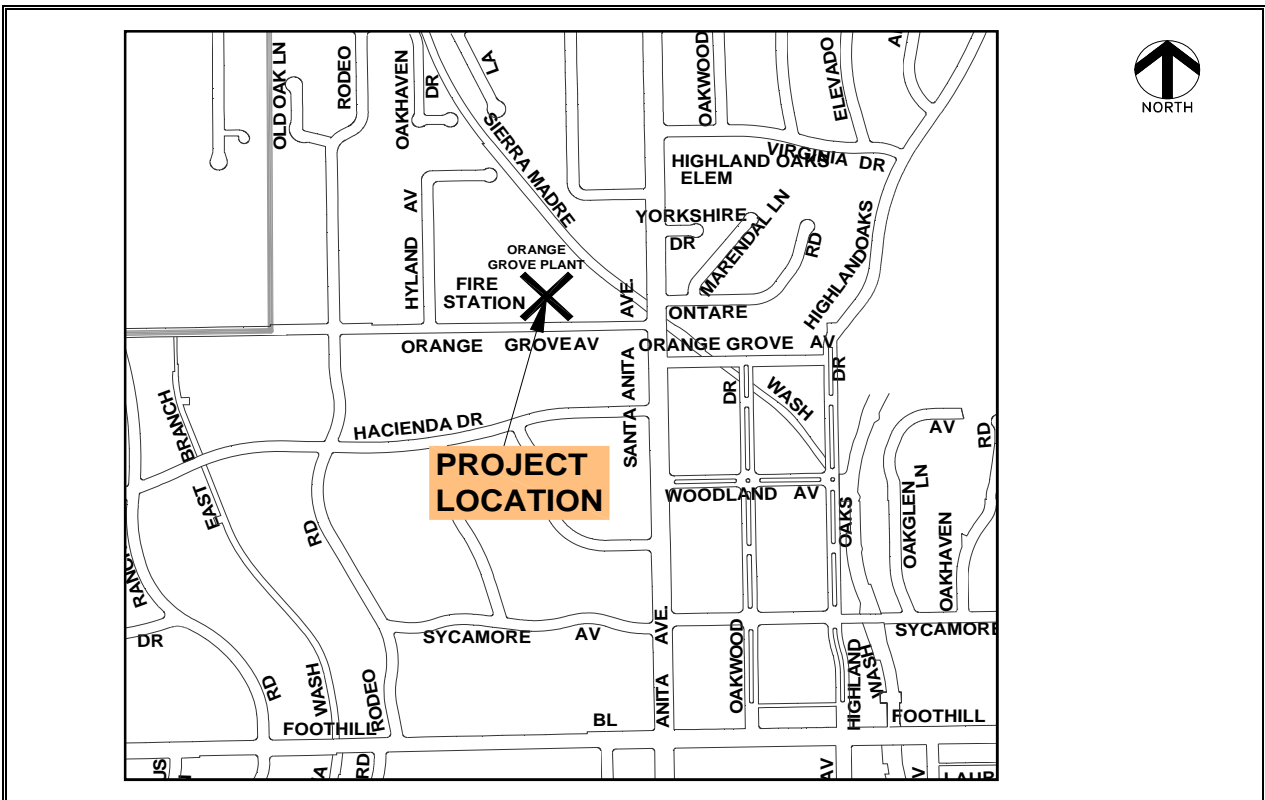 NORTH
OLD OAK LN
RODEO
OAKHAVEN
DR
LA
SIERRA MADRE
OAKWOOD
ELEVADO
VIRGINIA DR
HIGHLAND OAKS
ELEM
HYLAND AV
YORKSHIRE
DR
MARENDAL LN
RD
HIGHLANDOAKS
ORANGE
GROVE PLANT
FIRE
STATION
AVE.
ONTARE
ORANGE GROVE AV
ORANGE GROVE AV
DR
SANTA ANITA
DR
WASH
BRANCH
HACIENDA DR
AV
RD
PROJECT
LOCATION
EAST
RD
WOODLAND AV
OAKS
OAKGLEN
LN
OAKHAVEN
DR
SYCAMORE AV
AVE.
SYCAMORE
RD
WASH
RODEO
ANITA
OAKWOOD
HIGHLAND
WASH
FOOTHILL
BL
FOOTHILL
RD
AV